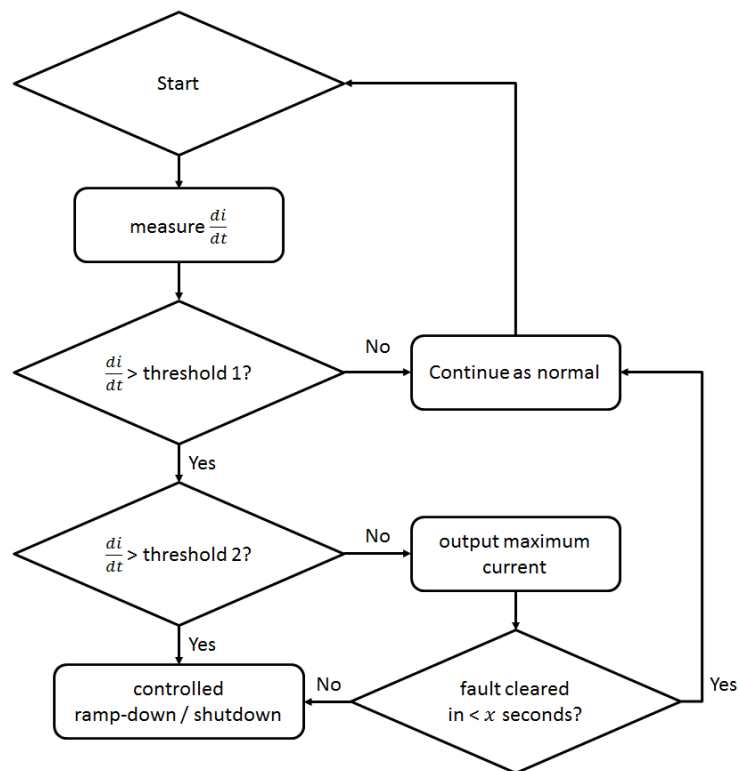 Start
measure di/dt
di/dt > threshold 1?
No
Continue as normal
Yes
di/dt > threshold 2?
No
output maximum
current
Yes
controlled
ramp-down / shutdown
No
fault cleared
in < x seconds?
Yes